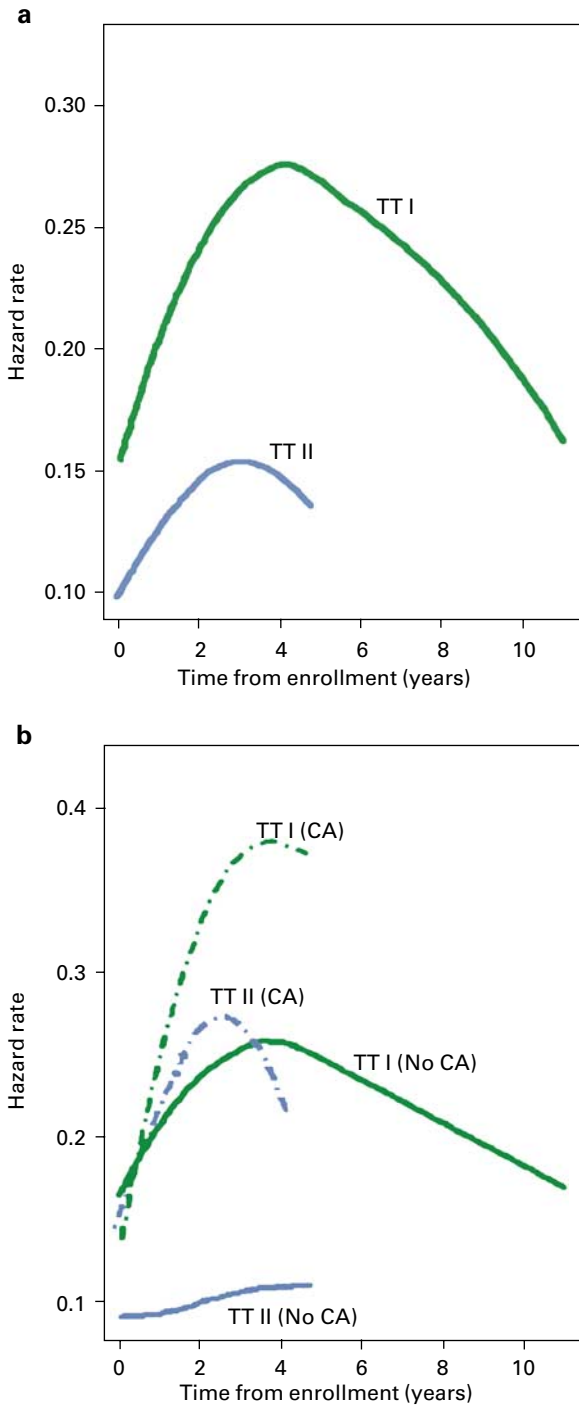 a
0.30
0.25
0.20
0.15
0.10
Hazard rate
TT I
TT II
0 2 4 6 8 10
Time from enrollment (years)
b
0.4
0.3
0.2
0.1
Hazard rate
TT I (CA)
TT II (CA)
TT I (No CA)
TT II (No CA)
0 2 4 6 8 10
Time from enrollment (years)